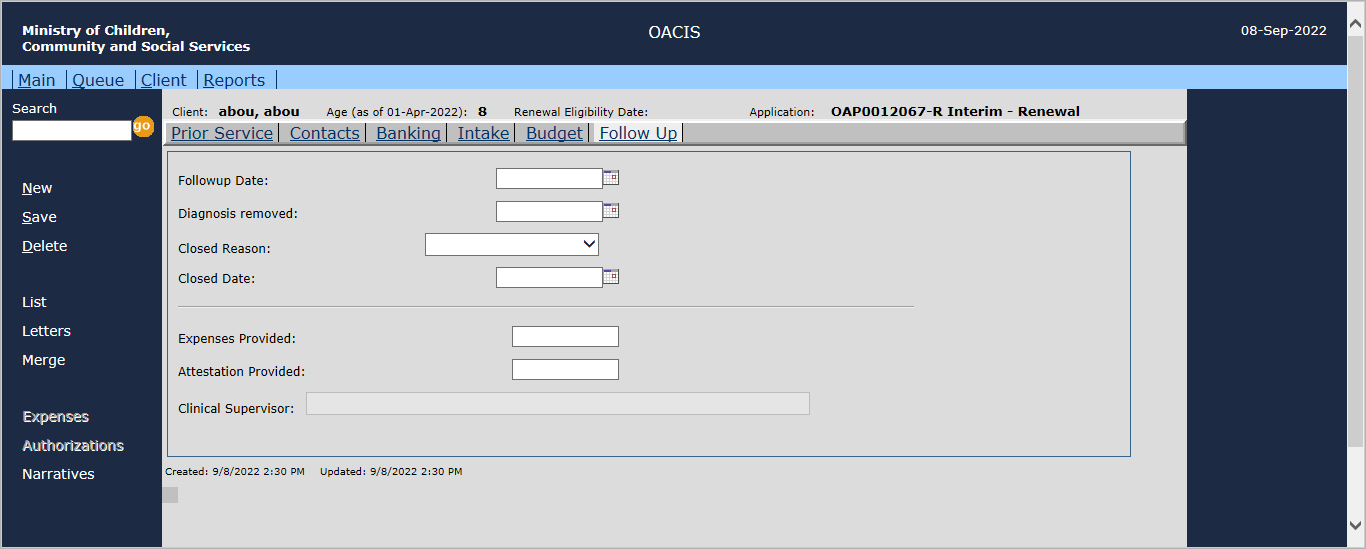 Ministry of Children,
Community and Social Services
OACIS
08-Sep-2022
Main Queue Client Reports
Search
go
New
Save
Delete
List
Letters
Merge
Expenses
Authorizations
Narratives
Client: abou, abou Age (as of 01-Apr-2022): 8 Renewal Eligibility Date: Application: OAP0012067-R Interim - Renewal
Prior Service Contacts Banking Intake Budget Follow Up
Followup Date:
Diagnosis removed:
Closed Reason:
Closed Date:
Expenses Provided:
Attestation Provided:
Clinical Supervisor:
Created: 9/8/2022 2:30 PM Updated: 9/8/2022 2:30 PM